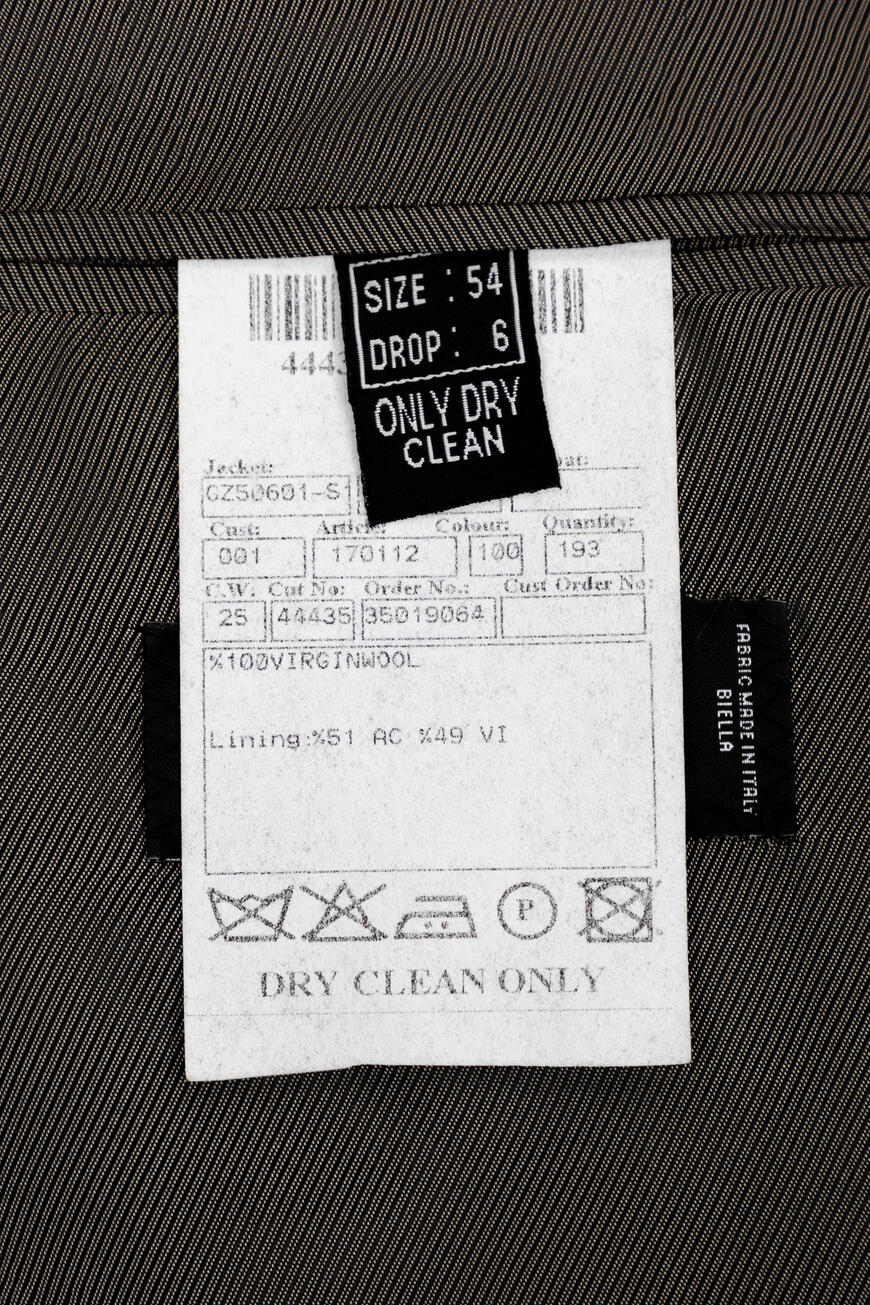 SIZE : 54
DROP : 6
ONLY DRY
CLEAN
Jacket:
GZ50601-S1
Cust: Article: Colour: Quantity:
001 170112 100 193
C.W: Cut No: Order No.: Cust Order No:
25 44435 35019064
%100VIRGINWOOL
Lining:%51 AC %49 VI
P
DRY CLEAN ONLY
FABRIC MADE IN ITALY
BIELLA